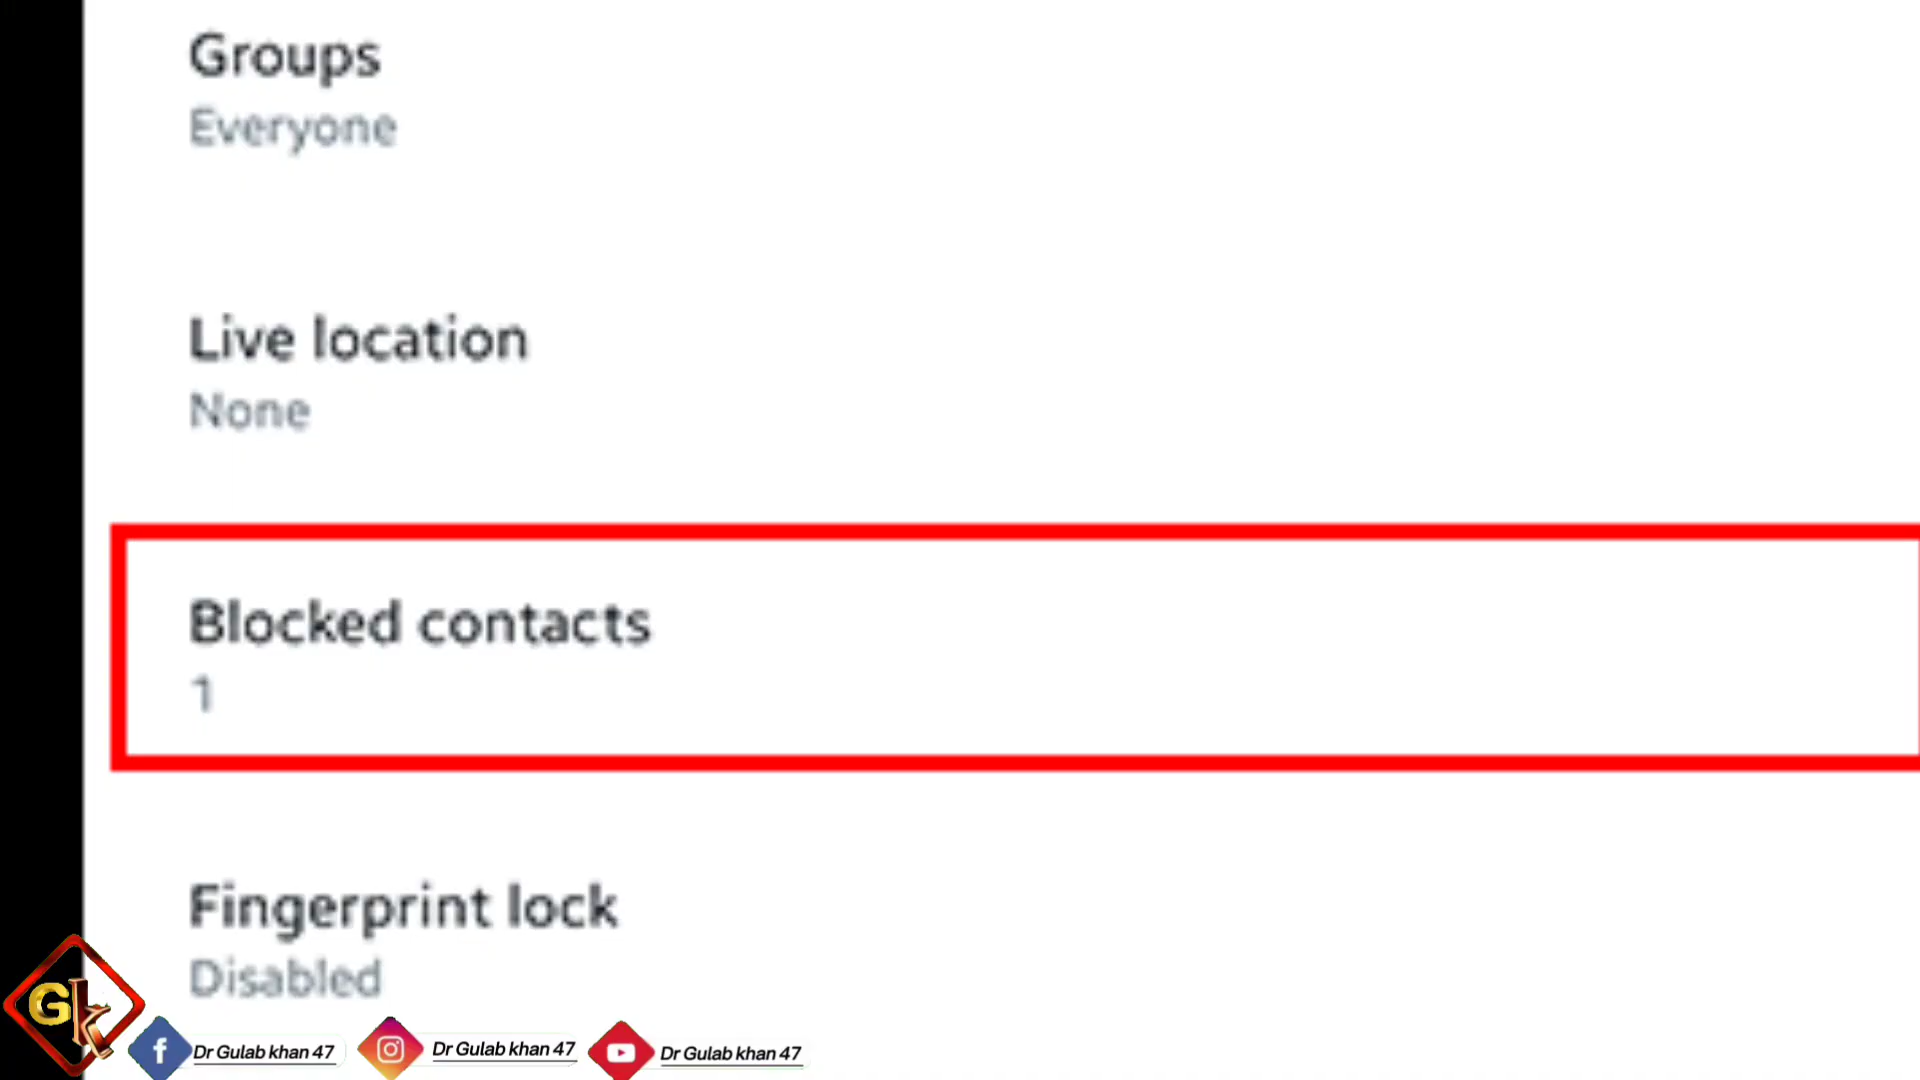 Groups
Everyone
Live location
None
Blocked contacts
1
Fingerprint lock
Disabled
Gk
Dr Gulab khan 47
Dr Gulab khan 47
Dr Gulab khan 47